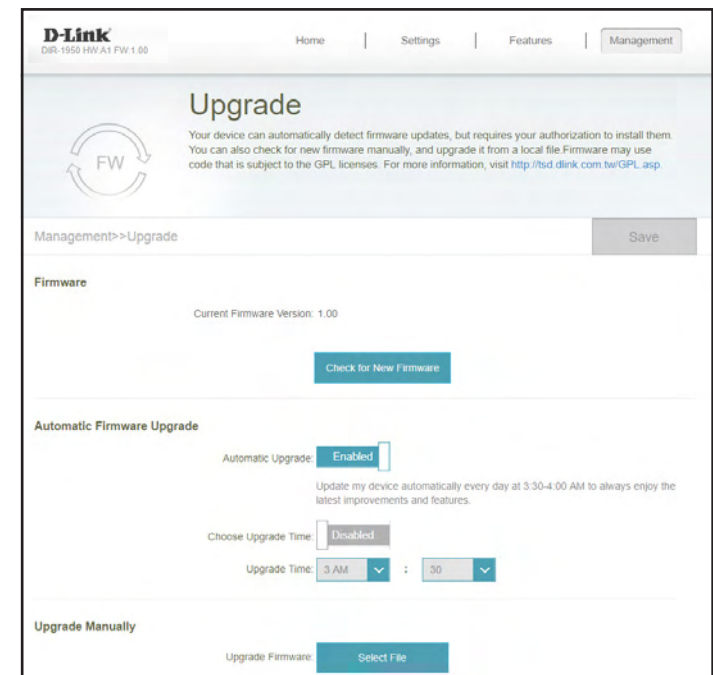 D-Link
DIR-1950 HW:A1 FW:1.00
Home | Settings | Features | Management
Upgrade
Your device can automatically detect firmware updates, but requires your authorization to install them.
You can also check for new firmware manually, and upgrade it from a local file.Firmware may use
code that is subject to the GPL licenses. For more information, visit http://tsd.dlink.com.tw/GPL.asp.
FW
Management>>Upgrade
Save
Firmware
Current Firmware Version: 1.00
Check for New Firmware
Automatic Firmware Upgrade
Automatic Upgrade: Enabled
Update my device automatically every day at 3:30-4:00 AM to always enjoy the
latest improvements and features.
Choose Upgrade Time: Disabled
Upgrade Time: 3 AM : 30
Upgrade Manually
Upgrade Firmware: Select File